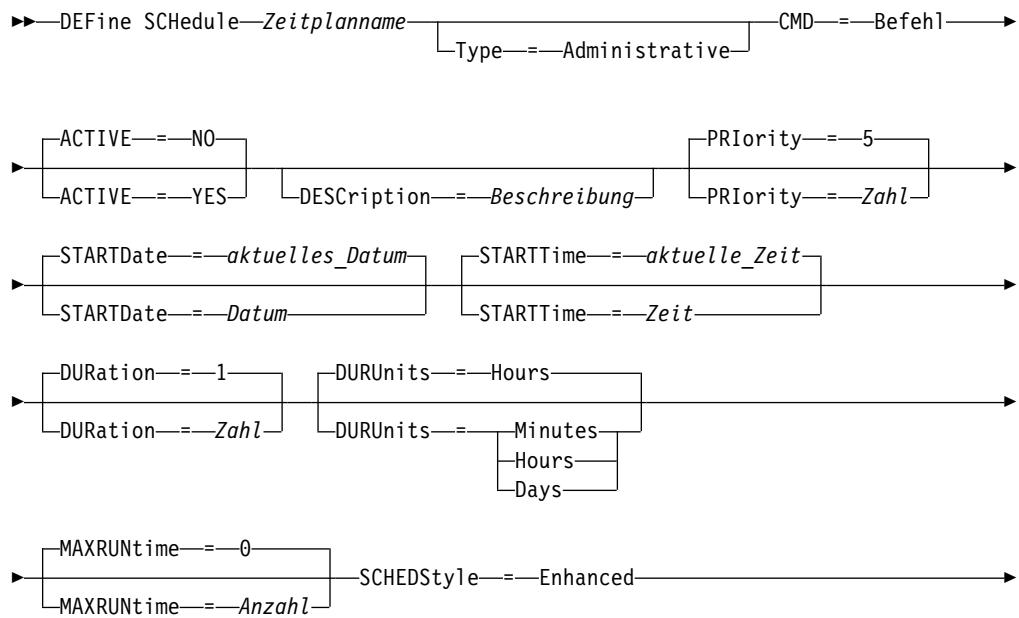 DEFine SCHedule Zeitplanname CMD = Befehl
Type = Administrative
ACTIVE = NO PRIority = 5
ACTIVE = YES DESCription = Beschreibung PRIority = Zahl
STARTDate = aktuelles_Datum STARTTime = aktuelle_Zeit
STARTDate = Datum STARTTime = Zeit
DURation = 1 DURUnits = Hours
DURation = Zahl DURUnits = Minutes
Hours
Days
MAXRUNtime = 0
SCHEDStyle = Enhanced
MAXRUNtime = Anzahl